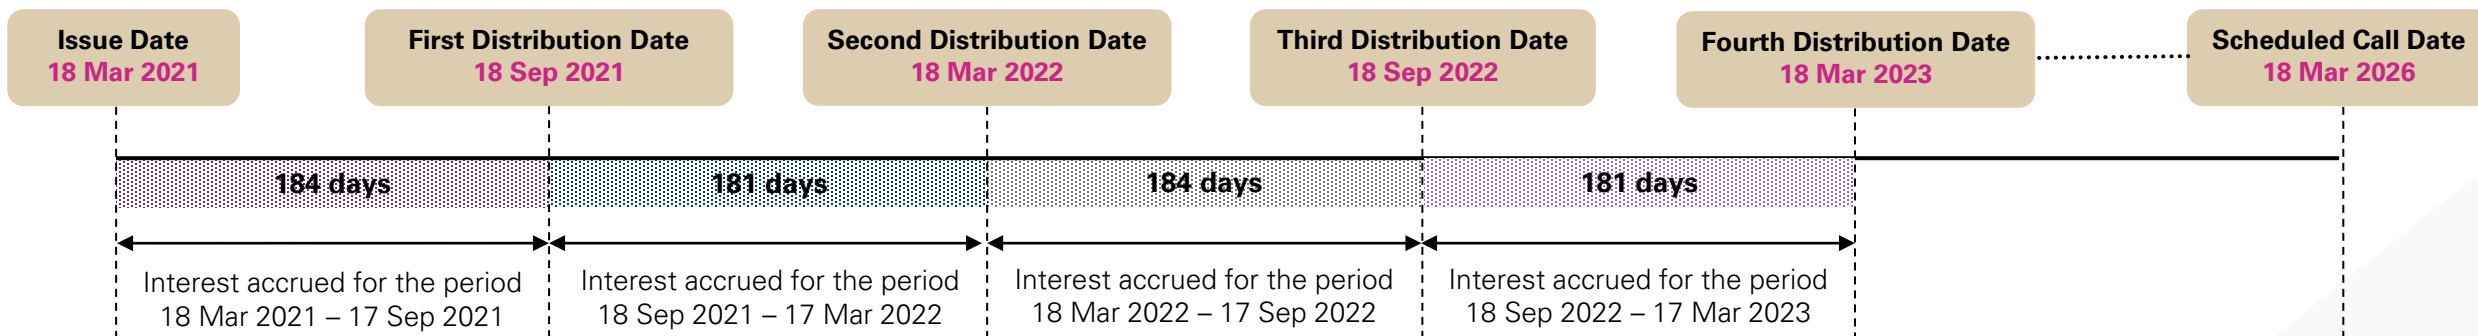 Issue Date
18 Mar 2021
First Distribution Date
18 Sep 2021
Second Distribution Date
18 Mar 2022
Third Distribution Date
18 Sep 2022
Fourth Distribution Date
18 Mar 2023
Scheduled Call Date
18 Mar 2026
184 days
181 days
184 days
181 days
Interest accrued for the period
18 Mar 2021 – 17 Sep 2021
Interest accrued for the period
18 Sep 2021 – 17 Mar 2022
Interest accrued for the period
18 Mar 2022 – 17 Sep 2022
Interest accrued for the period
18 Sep 2022 – 17 Mar 2023